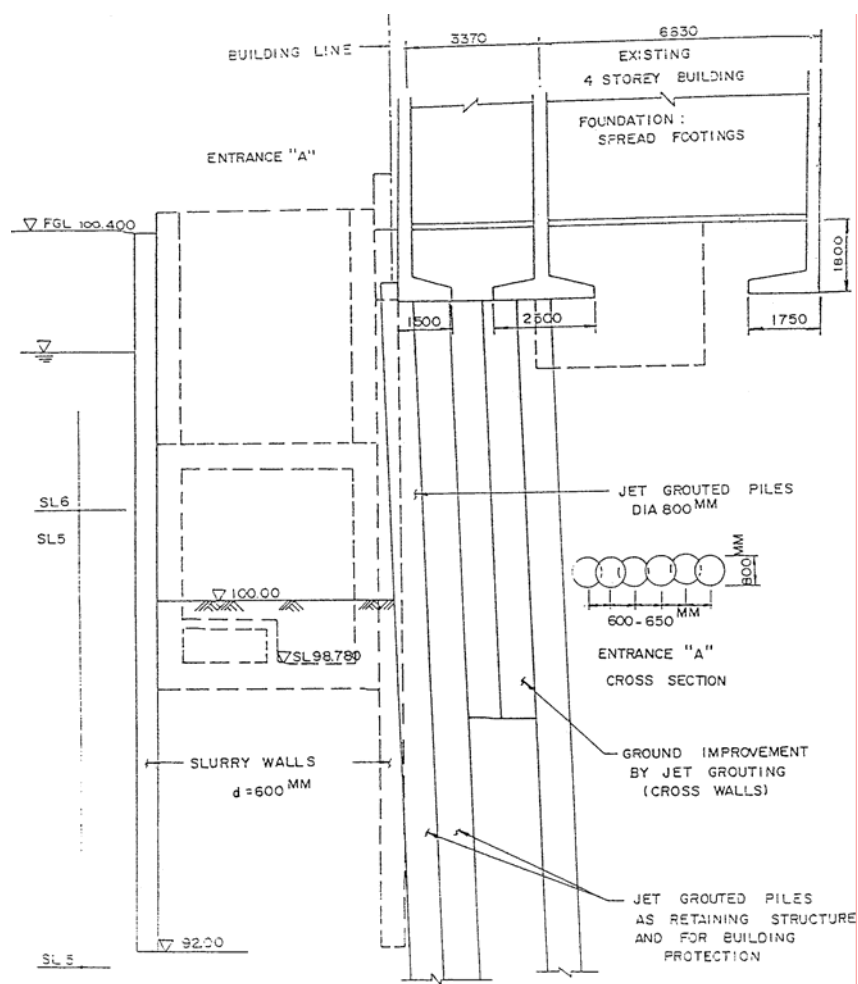 3370
6630
BUILDING LINE
EXISTING
4 STOREY BUILDING
FOUNDATION :
SPREAD FOOTINGS
ENTRANCE "A"
FGL 100.400
1800
1500
2500
1750
SL6
SL5
JET GROUTED PILES
DIA 800 MM
800 MM
600-650 MM
100.00
SL98.780
ENTRANCE "A"
CROSS SECTION
SLURRY WALLS
d = 600 MM
GROUND IMPROVEMENT
BY JET GROUTING
(CROSS WALLS)
JET GROUTED PILES
AS RETAINING STRUCTURE
AND FOR BUILDING
PROTECTION
92.00
SL 5